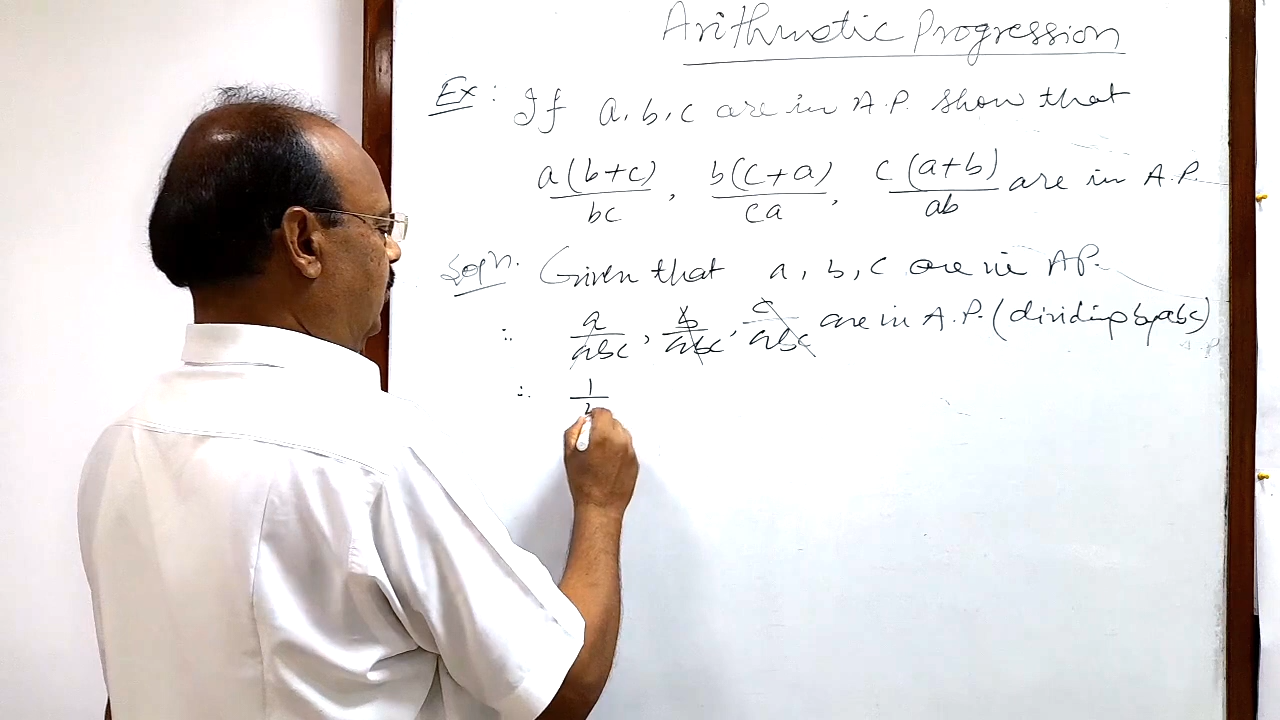 Arithmetic Progression
Ex: If a, b, c are in A.P. show that
a(b+c)/bc, b(c+a)/ca, c(a+b)/ab are in A.P.
Soln. Given that a, b, c are in AP.
∴ a/abc, b/abc, c/abc are in A.P. (dividing by abc)
∴ 1/